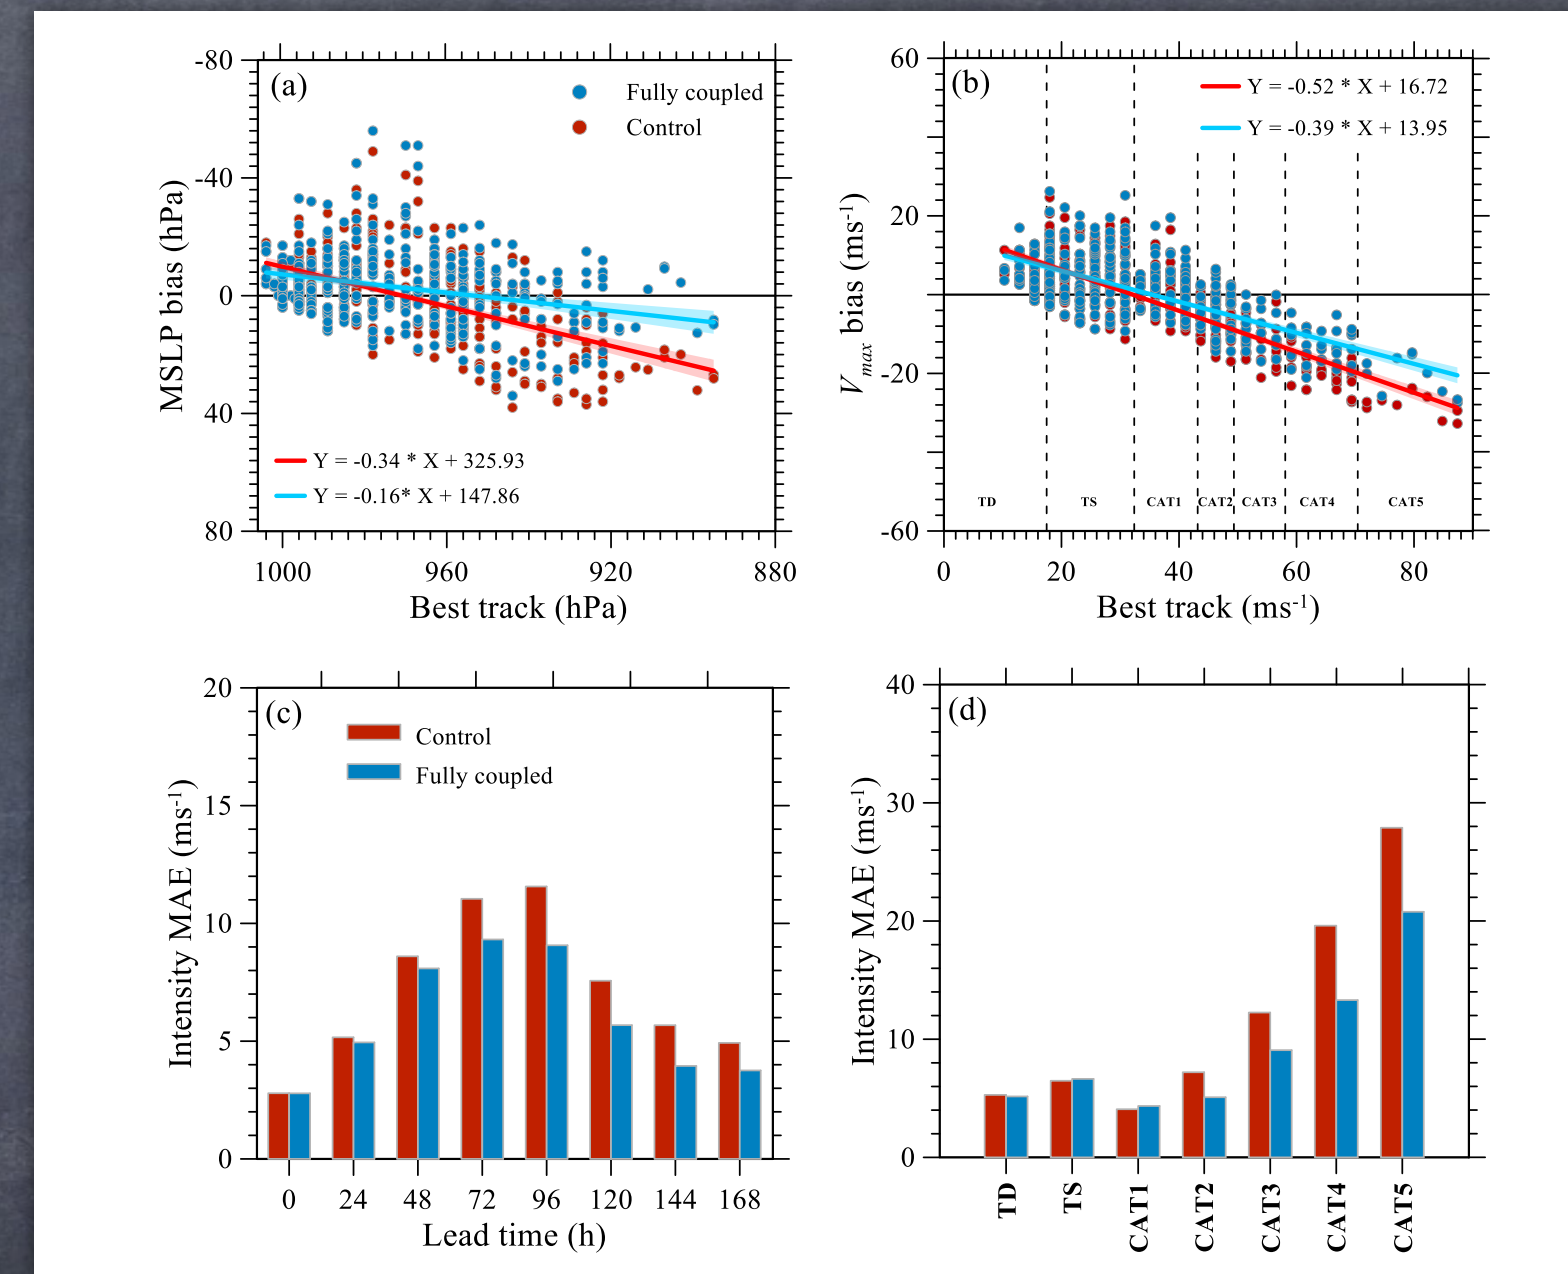 (a)
Fully coupled
Control
-80
-40
0
40
80
MSLP bias (hPa)
Y = -0.34 * X + 325.93
Y = -0.16* X + 147.86
1000 960 920 880
Best track (hPa)
(b)
Y = -0.52 * X + 16.72
Y = -0.39 * X + 13.95
60
20
-20
-60
Vmax bias (ms-1)
TD TS CAT1 CAT2 CAT3 CAT4 CAT5
0 20 40 60 80
Best track (ms-1)
(c)
Control
Fully coupled
20
15
10
5
0
Intensity MAE (ms-1)
0 24 48 72 96 120 144 168
Lead time (h)
(d)
40
30
20
10
0
Intensity MAE (ms-1)
TD TS CAT1 CAT2 CAT3 CAT4 CAT5